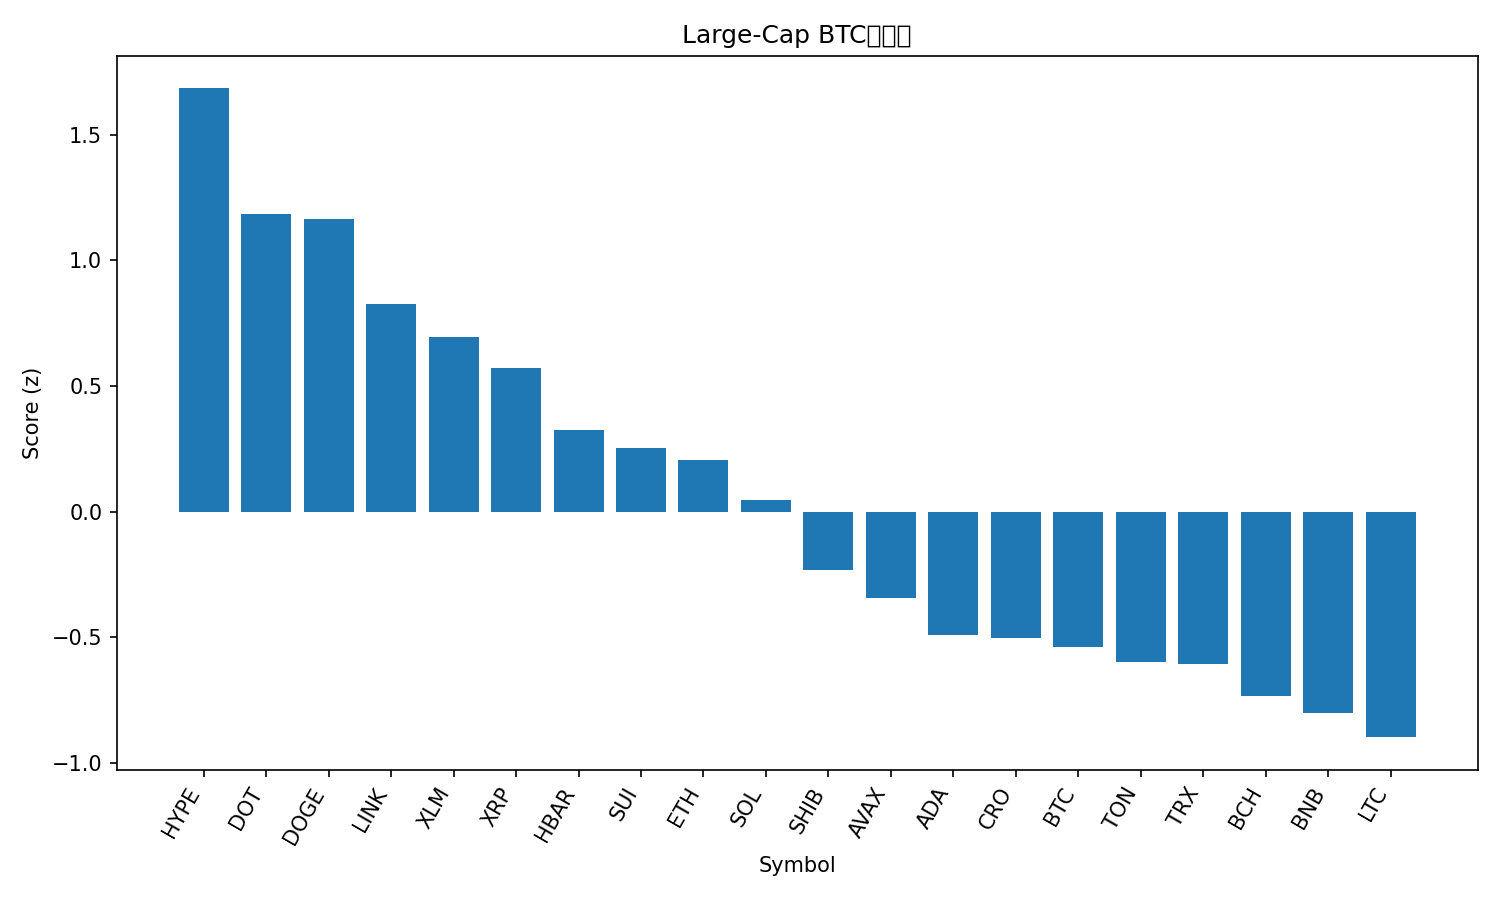 Large-Cap BTC
1.5
1.0
0.5
0.0
−0.5
−1.0
Score (z)
HYPE
DOT
DOGE
LINK
XLM
XRP
HBAR
SUI
ETH
SOL
SHIB
AVAX
ADA
CRO
BTC
TON
TRX
BCH
BNB
LTC
Symbol